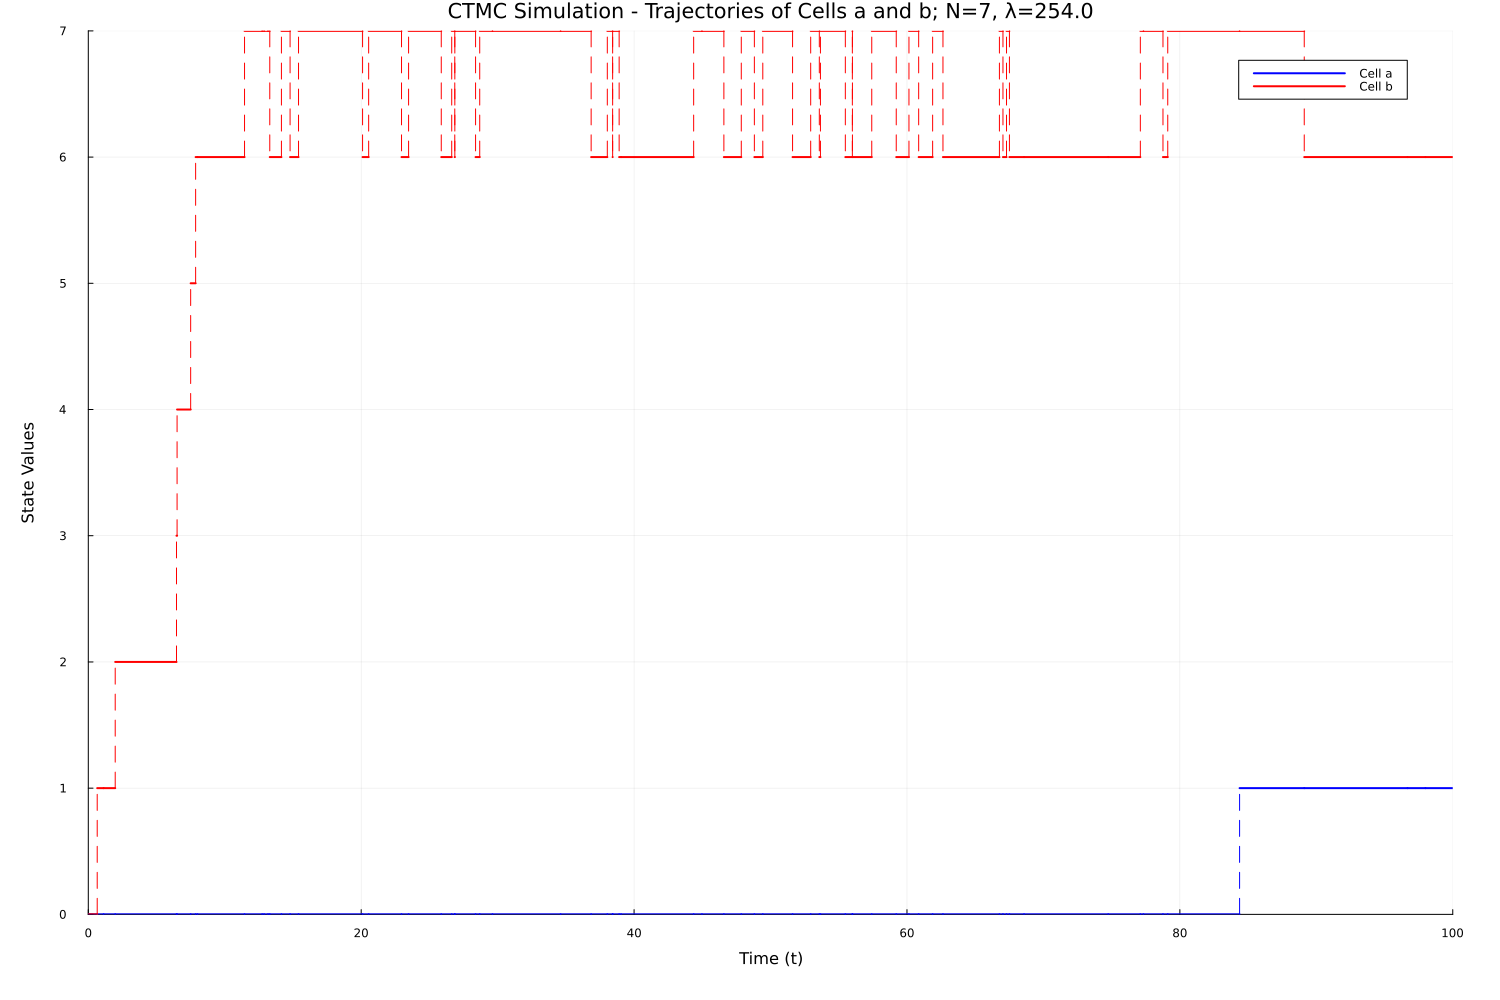 CTMC Simulation - Trajectories of Cells a and b; N=7, λ=254.0
7
Cell a
Cell b
6
5
4
State Values
3
2
1
0
0 20 40 60 80 100
Time (t)